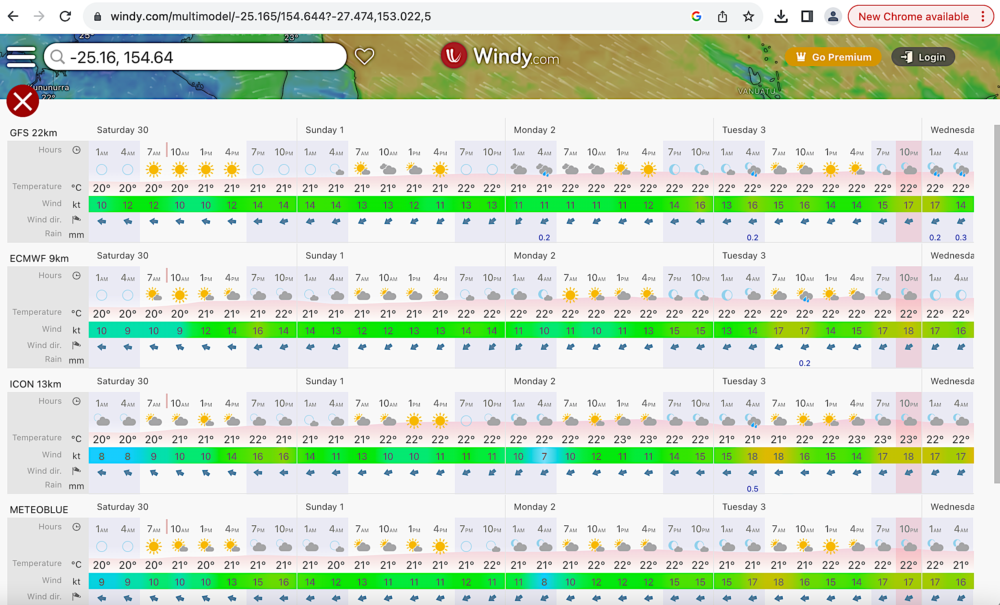 windy.com/multimodel/-25.165/154.644?-27.474,153.022,5
New Chrome available
25°
23°
-25.16, 154.64
Windy.com
Go Premium
Login
Kununurra
22°
VANUATU
GFS 22km
Saturday 30 Sunday 1 Monday 2 Tuesday 3 Wednesda
Hours 1AM 4AM 7AM 10AM 1PM 4PM 7PM 10PM 1AM 4AM 7AM 10AM 1PM 4PM 7PM 10PM 1AM 4AM 7AM 10AM 1PM 4PM 7PM 10PM 1AM 4AM 7AM 10AM 1PM 4PM 7PM 10PM 1AM 4AM
Temperature °C 20° 20° 20° 20° 21° 21° 21° 21° 21° 21° 21° 21° 21° 21° 22° 22° 21° 21° 22° 22° 22° 22° 22° 22° 22° 22° 22° 22° 22° 22° 22° 22° 22° 22°
Wind kt 10 12 12 10 10 12 14 14 14 14 13 13 12 11 13 13 11 11 11 11 11 12 14 16 13 16 15 16 14 14 15 17 17 14
Wind dir.
Rain mm 0.2 0.2 0.2 0.3
ECMWF 9km
Saturday 30 Sunday 1 Monday 2 Tuesday 3 Wednesda
Hours 1AM 4AM 7AM 10AM 1PM 4PM 7PM 10PM 1AM 4AM 7AM 10AM 1PM 4PM 7PM 10PM 1AM 4AM 7AM 10AM 1PM 4PM 7PM 10PM 1AM 4AM 7AM 10AM 1PM 4PM 7PM 10PM 1AM 4AM
Temperature °C 20° 20° 20° 20° 21° 21° 21° 22° 21° 21° 21° 21° 21° 21° 22° 22° 22° 22° 22° 22° 22° 22° 22° 22° 22° 22° 22° 22° 22° 22° 22° 22° 22° 22°
Wind kt 10 9 10 9 12 14 16 14 14 13 12 12 13 13 14 14 11 10 11 10 11 13 15 15 13 14 17 17 14 15 17 18 17 16
Wind dir.
Rain mm 0.2
ICON 13km
Saturday 30 Sunday 1 Monday 2 Tuesday 3 Wednesda
Hours 1AM 4AM 7AM 10AM 1PM 4PM 7PM 10PM 1AM 4AM 7AM 10AM 1PM 4PM 7PM 10PM 1AM 4AM 7AM 10AM 1PM 4PM 7PM 10PM 1AM 4AM 7AM 10AM 1PM 4PM 7PM 10PM 1AM 4AM
Temperature °C 20° 20° 20° 21° 21° 21° 22° 21° 21° 21° 21° 22° 22° 22° 22° 22° 22° 22° 22° 22° 23° 23° 22° 22° 21° 21° 21° 22° 22° 23° 23° 23° 22° 22°
Wind kt 8 8 9 10 10 14 16 16 14 11 13 10 10 11 11 11 10 7 10 12 11 11 14 15 15 18 18 16 15 14 17 18 17 17
Wind dir.
Rain mm 0.5
METEOBLUE
Saturday 30 Sunday 1 Monday 2 Tuesday 3 Wednesda
Hours 1AM 4AM 7AM 10AM 1PM 4PM 7PM 10PM 1AM 4AM 7AM 10AM 1PM 4PM 7PM 10PM 1AM 4AM 7AM 10AM 1PM 4PM 7PM 10PM 1AM 4AM 7AM 10AM 1PM 4PM 7PM 10PM 1AM 4AM
Temperature °C 20° 20° 20° 21° 20° 21° 21° 21° 21° 20° 21° 21° 21° 21° 21° 22° 21° 21° 21° 22° 22° 22° 22° 22° 21° 21° 21° 21° 22° 22° 22° 22° 22° 21°
Wind kt 9 9 10 10 10 13 15 16 14 12 13 11 11 11 12 11 11 8 10 12 12 12 15 15 15 17 18 16 15 14 17 17 17 16
Wind dir.